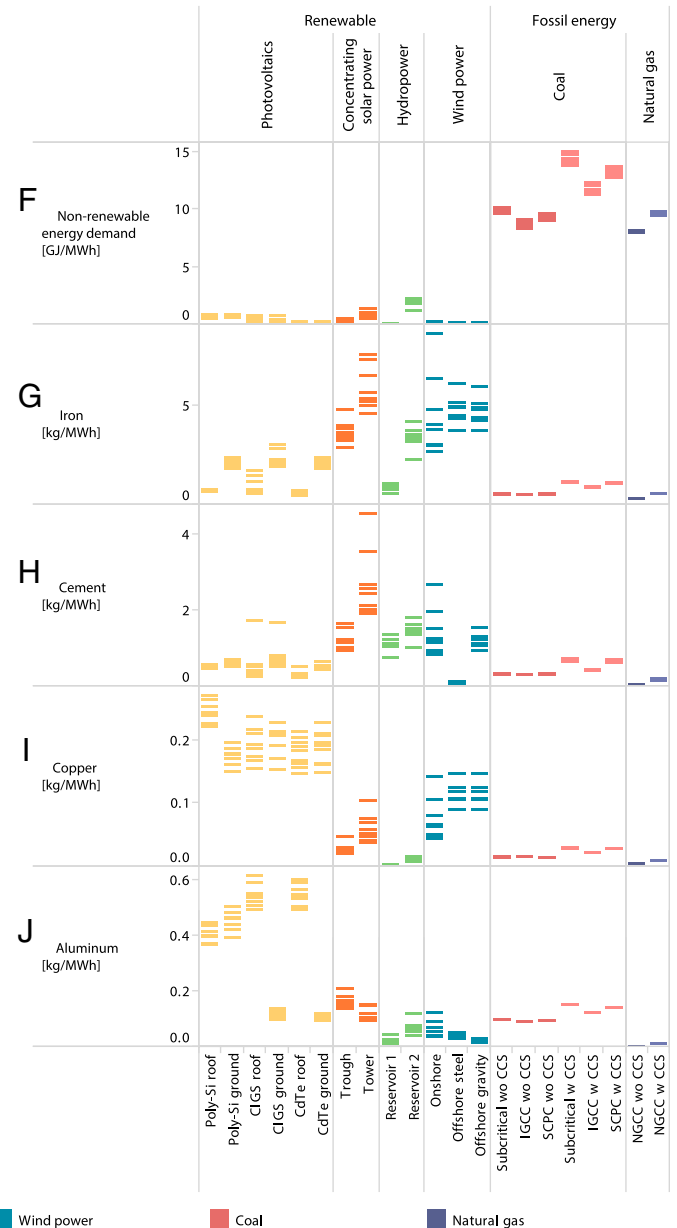 Renewable
Fossil energy
Photovoltaics
Concentrating
solar power
Hydropower
Wind power
Coal
Natural gas
F
Non-renewable
energy demand
[GJ/MWh]
15
10
5
0
G
Iron
[kg/MWh]
5
0
H
Cement
[kg/MWh]
4
2
0
I
Copper
[kg/MWh]
0.2
0.1
0.0
J
Aluminum
[kg/MWh]
0.6
0.4
0.2
0.0
Poly-Si roof
Poly-Si ground
CIGS roof
CIGS ground
CdTe roof
CdTe ground
Trough
Tower
Reservoir 1
Reservoir 2
Onshore
Offshore steel
Offshore gravity
Subcritical wo CCS
IGCC wo CCS
SCPC wo CCS
Subcritical w CCS
IGCC w CCS
SCPC w CCS
NGCC wo CCS
NGCC w CCS
Wind power
Coal
Natural gas